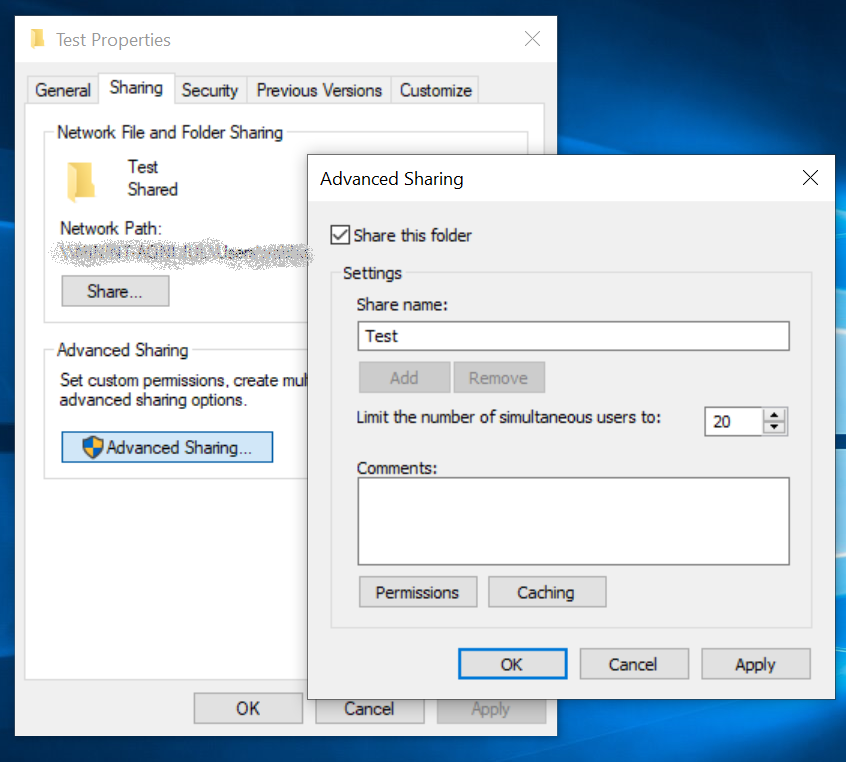 Test Properties
General
Sharing
Security
Previous Versions
Customize
Network File and Folder Sharing
Test
Shared
Network Path:
Share...
Advanced Sharing
Set custom permissions, create
advanced sharing options.
Advanced Sharing...
OK
Cancel
Apply
Advanced Sharing
Share this folder
Settings
Share name:
Test
Add
Remove
Limit the number of simultaneous users to:
20
Comments:
Permissions
Caching
OK
Cancel
Apply